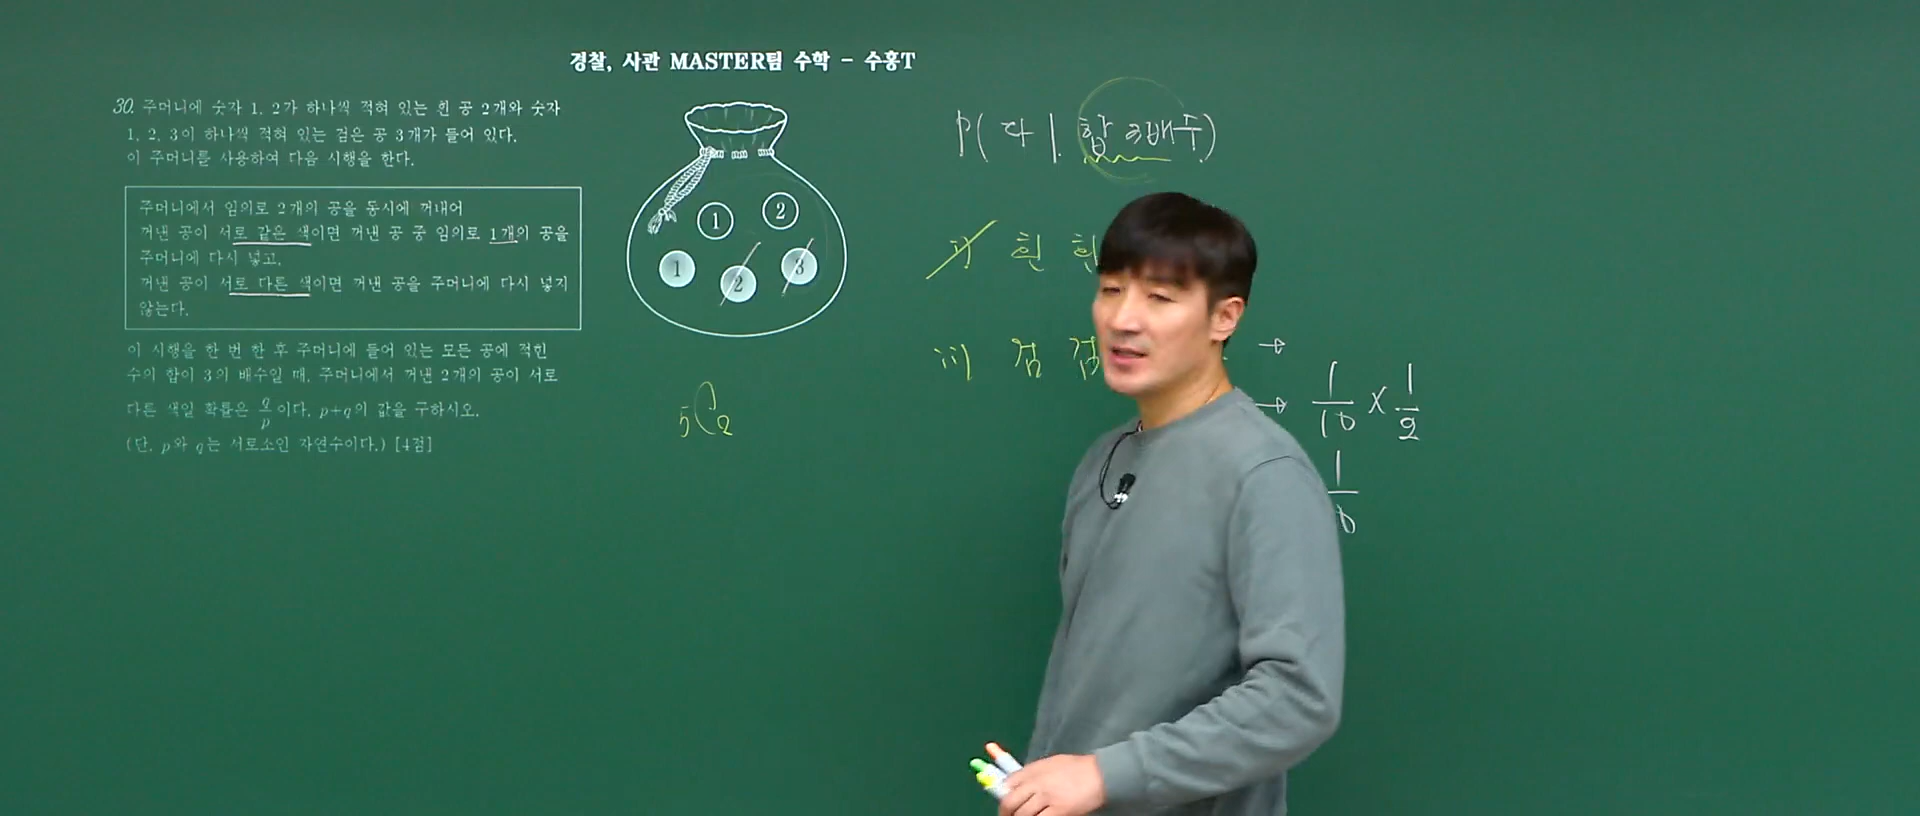 경찰, 사관 MASTER팀 수학 - 수홍T
30. 주머니에 숫자 1, 2가 하나씩 적혀 있는 흰 공 2개와 숫자
1, 2, 3이 하나씩 적혀 있는 검은 공 3개가 들어 있다.
이 주머니를 사용하여 다음 시행을 한다.
주머니에서 임의로 2개의 공을 동시에 꺼내어
꺼낸 공이 서로 같은 색이면 꺼낸 공 중 임의로 1개의 공을
주머니에 다시 넣고,
꺼낸 공이 서로 다른 색이면 꺼낸 공을 주머니에 다시 넣지
않는다.
이 시행을 한 번 한 후 주머니에 들어 있는 모든 공에 적힌
수의 합이 3의 배수일 때, 주머니에서 꺼낸 2개의 공이 서로
다른 색일 확률은 q/p이다. p+q의 값을 구하시오.
(단, p와 q는 서로소인 자연수이다.) [4점]
1 2
1 2 3
5C2
P(다 | 합 3배수)
i) 흰 흰
ii) 검 검
→
→ 1/10 × 1/2
1/10